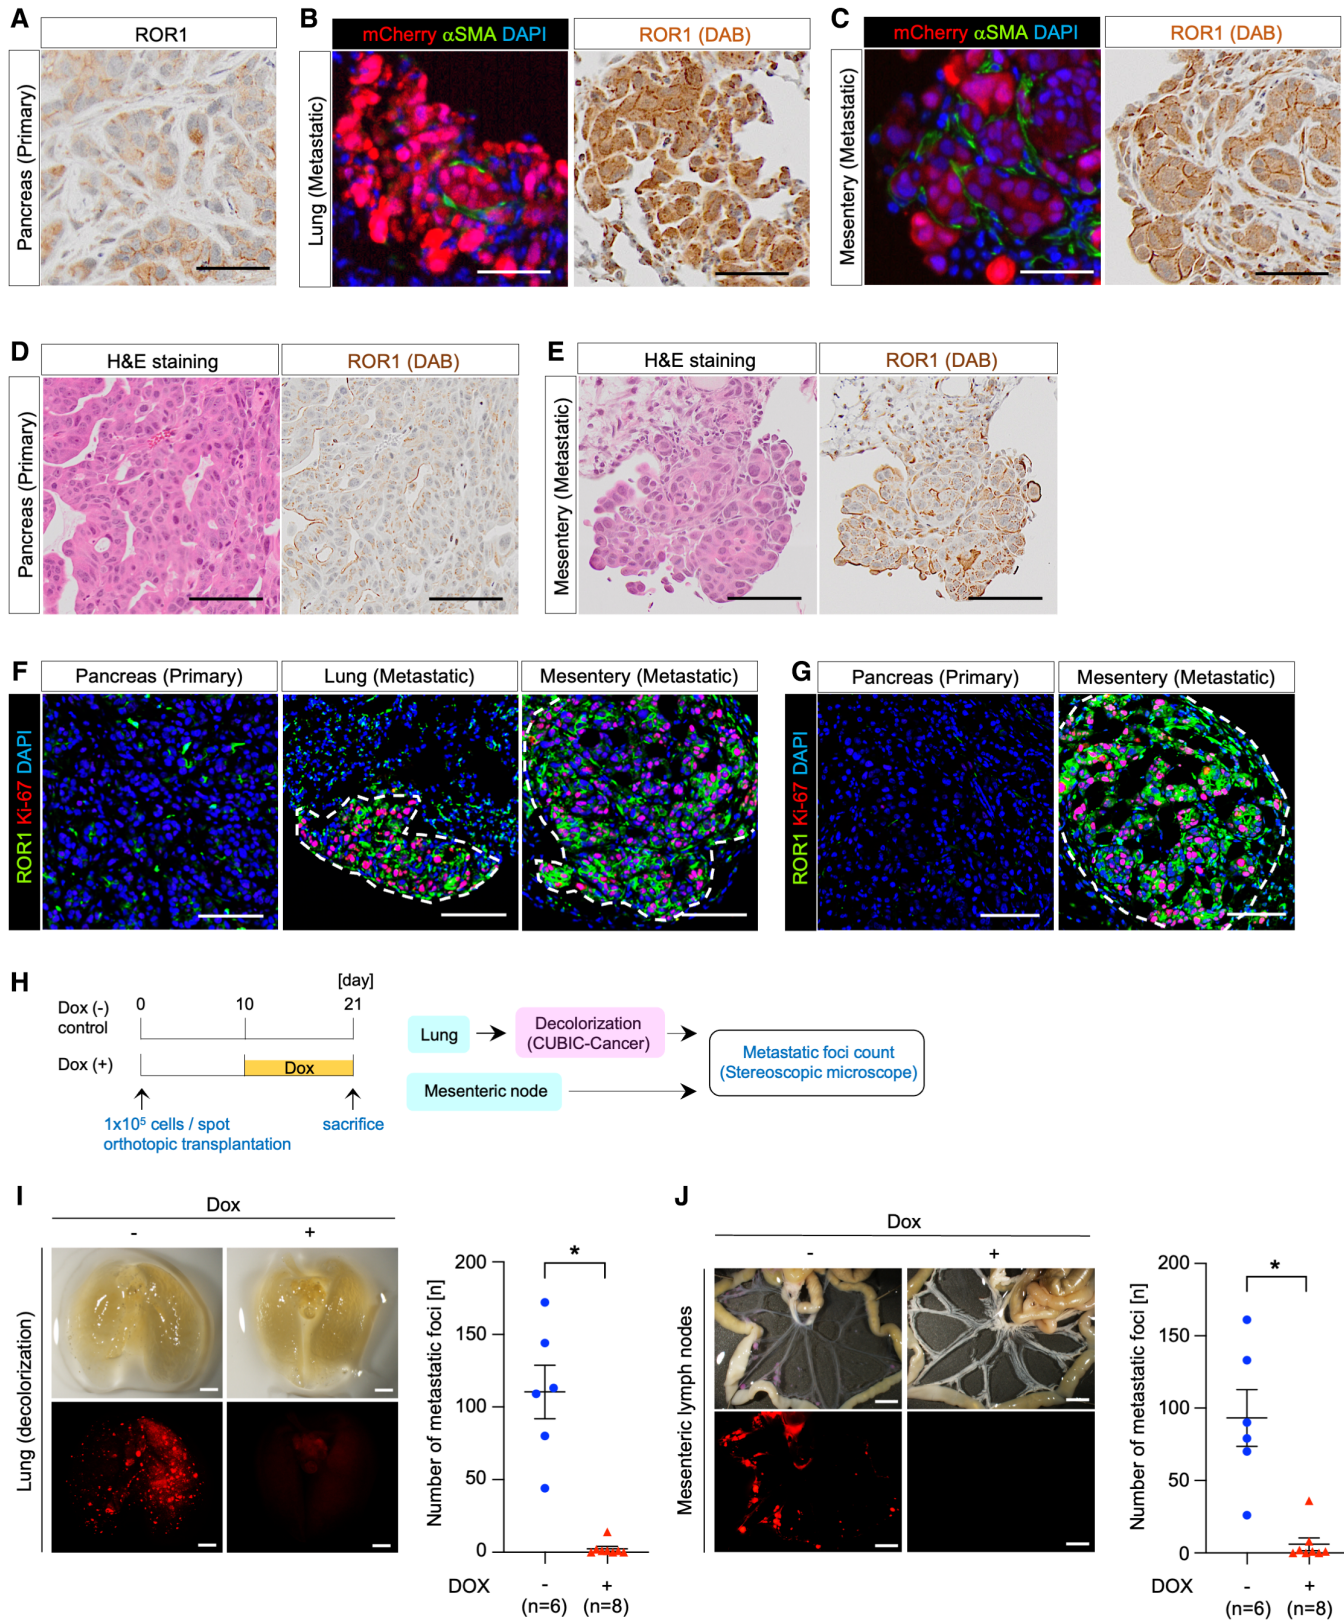 A
ROR1
Pancreas (Primary)
B
mCherry αSMA DAPI
ROR1 (DAB)
Lung (Metastatic)
C
mCherry αSMA DAPI
ROR1 (DAB)
Mesentery (Metastatic)
D
H&E staining
ROR1 (DAB)
Pancreas (Primary)
E
H&E staining
ROR1 (DAB)
Mesentery (Metastatic)
F
Pancreas (Primary)
Lung (Metastatic)
Mesentery (Metastatic)
ROR1 Ki-67 DAPI
G
Pancreas (Primary)
Mesentery (Metastatic)
ROR1 Ki-67 DAPI
H
[day]
Dox (-)
control
0
10
21
Dox (+)
Dox
1x10⁵ cells / spot
orthotopic transplantation
sacrifice
Lung
Decolorization
(CUBIC-Cancer)
Mesenteric node
Metastatic foci count
(Stereoscopic microscope)
I
Dox
-
+
Lung (decolorization)
Number of metastatic foci [n]
200
150
100
50
0
*
DOX
-
+
(n=6)
(n=8)
J
Dox
-
+
Mesenteric lymph nodes
Number of metastatic foci [n]
200
150
100
50
0
*
DOX
-
+
(n=6)
(n=8)